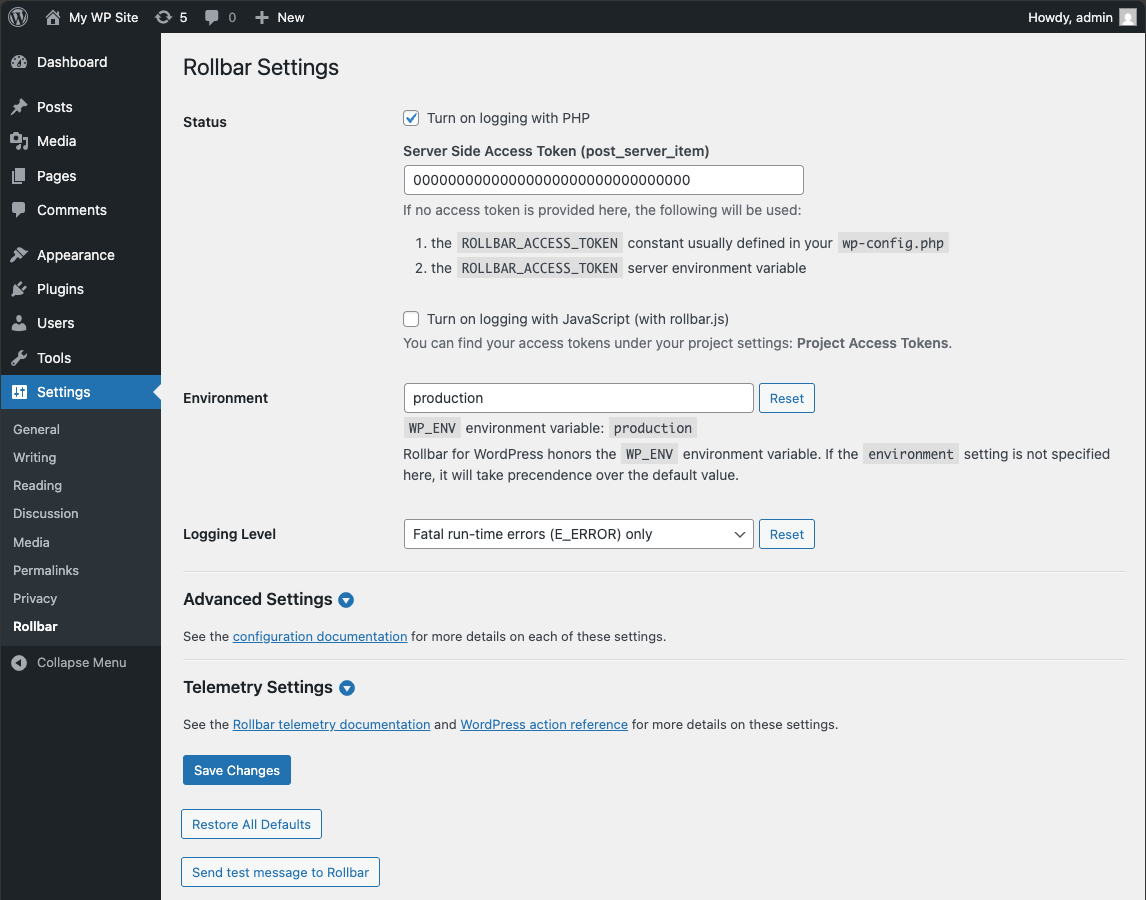 My WP Site 5 0 New Howdy, admin
Dashboard
Posts
Media
Pages
Comments
Appearance
Plugins
Users
Tools
Settings
General
Writing
Reading
Discussion
Media
Permalinks
Privacy
Rollbar
Collapse Menu
Rollbar Settings
Status
Turn on logging with PHP
Server Side Access Token (post_server_item)
00000000000000000000000000000000
If no access token is provided here, the following will be used:
1. the ROLLBAR_ACCESS_TOKEN constant usually defined in your wp-config.php
2. the ROLLBAR_ACCESS_TOKEN server environment variable
Turn on logging with JavaScript (with rollbar.js)
You can find your access tokens under your project settings: Project Access Tokens.
Environment
production Reset
WP_ENV environment variable: production
Rollbar for WordPress honors the WP_ENV environment variable. If the environment setting is not specified
here, it will take precendence over the default value.
Logging Level
Fatal run-time errors (E_ERROR) only Reset
Advanced Settings
See the configuration documentation for more details on each of these settings.
Telemetry Settings
See the Rollbar telemetry documentation and WordPress action reference for more details on these settings.
Save Changes
Restore All Defaults
Send test message to Rollbar